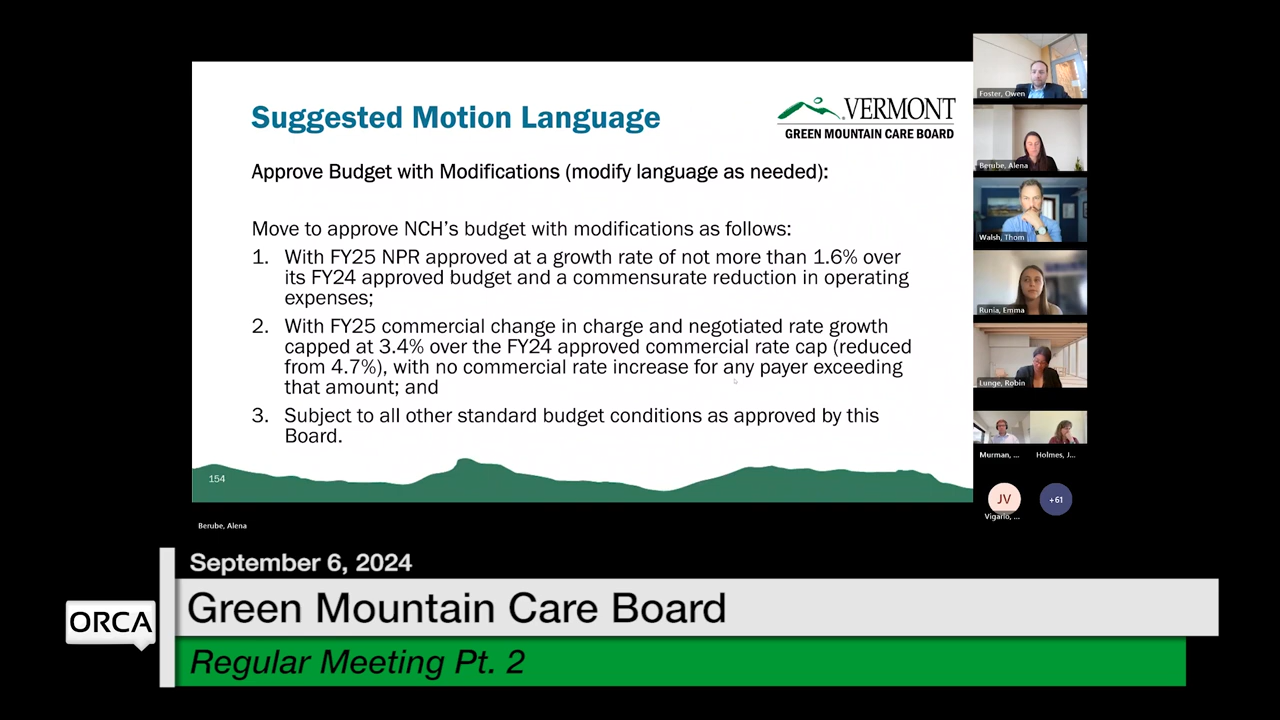 Suggested Motion Language
VERMONT
GREEN MOUNTAIN CARE BOARD
Approve Budget with Modifications (modify language as needed):
Move to approve NCH's budget with modifications as follows:
1. With FY25 NPR approved at a growth rate of not more than 1.6% over
its FY24 approved budget and a commensurate reduction in operating
expenses;
2. With FY25 commercial change in charge and negotiated rate growth
capped at 3.4% over the FY24 approved commercial rate cap (reduced
from 4.7%), with no commercial rate increase for any payer exceeding
that amount; and
3. Subject to all other standard budget conditions as approved by this
Board.
154
Foster, Owen
Berube, Alena
Walsh, Thom
Runia, Emma
Lunge, Robin
Murman, ...
Holmes, J...
JV
+61
Vigario, ...
Berube, Alena
September 6, 2024
Green Mountain Care Board
ORCA
Regular Meeting Pt. 2